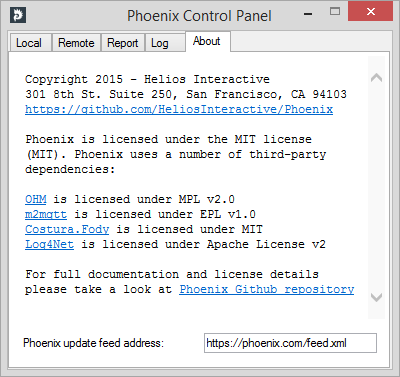 Phoenix Control Panel
Local Remote Report Log About
Copyright 2015 - Helios Interactive
301 8th St. Suite 250, San Francisco, CA 94103
https://github.com/HeliosInteractive/Phoenix
Phoenix is licensed under the MIT license
(MIT). Phoenix uses a number of third-party
dependencies:
OHM is licensed under MPL v2.0
m2mqtt is licensed under EPL v1.0
Costura.Fody is licensed under MIT
Log4Net is licensed under Apache License v2
For full documentation and license details
please take a look at Phoenix Github repository
Phoenix update feed address: https://phoenix.com/feed.xml